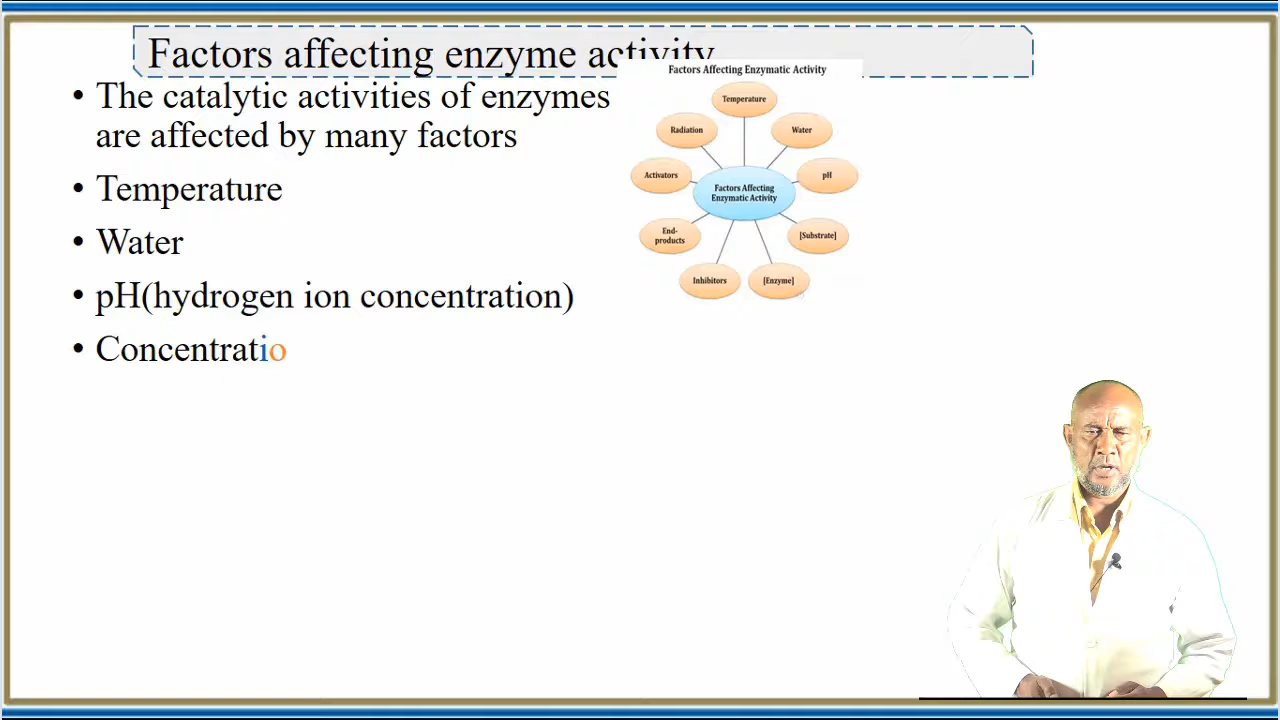 Factors affecting enzyme activity
• The catalytic activities of enzymes
are affected by many factors
• Temperature
• Water
• pH(hydrogen ion concentration)
• Concentratio
Factors Affecting Enzymatic Activity
Temperature
Radiation
Water
Activators
pH
Factors Affecting
Enzymatic Activity
End-
products
[Substrate]
Inhibitors
[Enzyme]